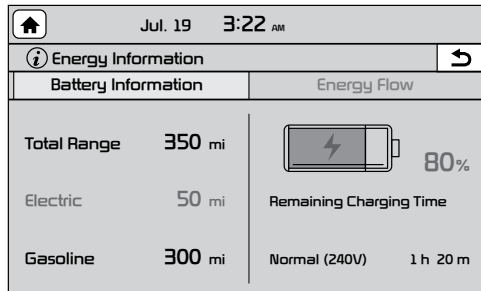 Jul. 19 3:22 AM
i Energy Information
Battery Information Energy Flow
Total Range 350 mi
80%
Electric 50 mi Remaining Charging Time
Gasoline 300 mi Normal (240V) 1 h 20 m